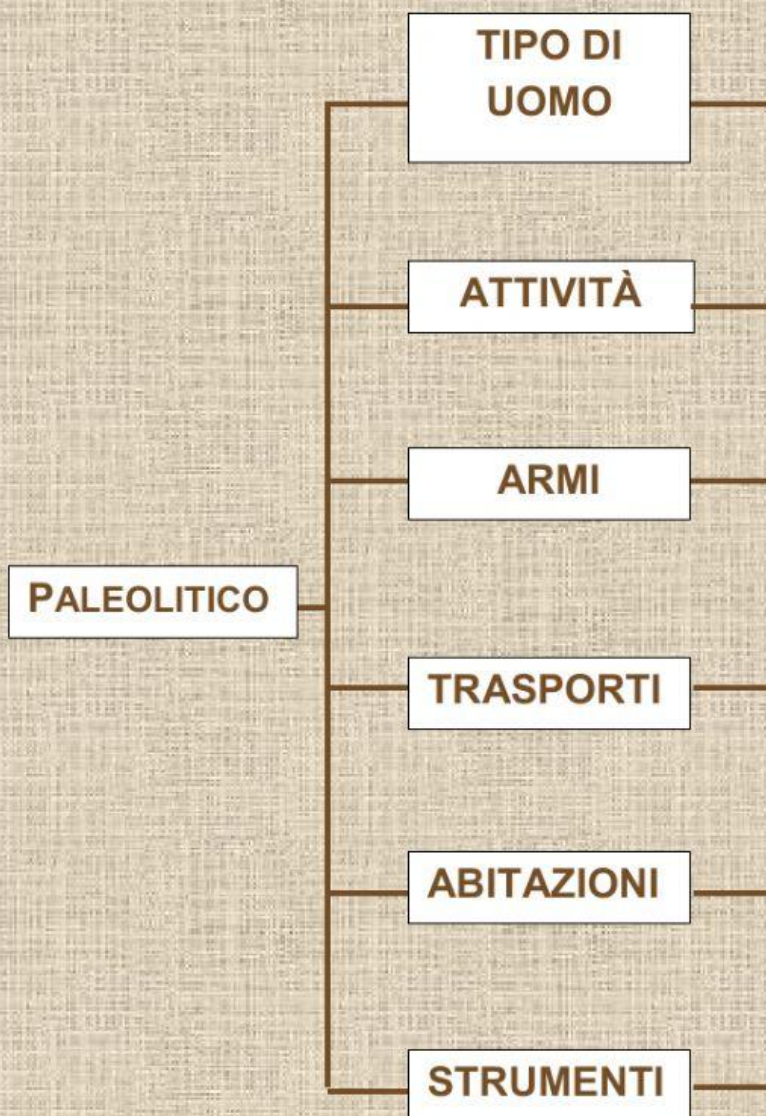 TIPO DI
UOMO
ATTIVITÀ
ARMI
PALEOLITICO
TRASPORTI
ABITAZIONI
STRUMENTI